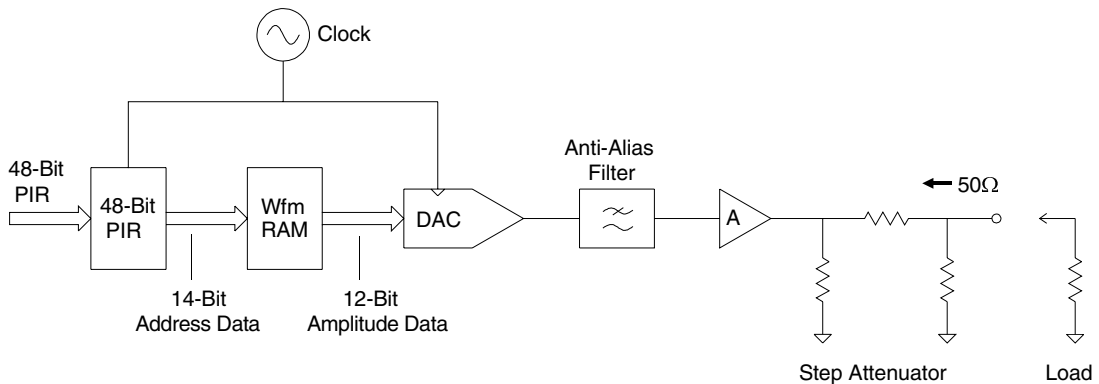 Clock
48-Bit
PIR
48-Bit
PIR
14-Bit
Address Data
Wfm
RAM
12-Bit
Amplitude Data
DAC
Anti-Alias
Filter
A
50Ω
Step Attenuator
Load